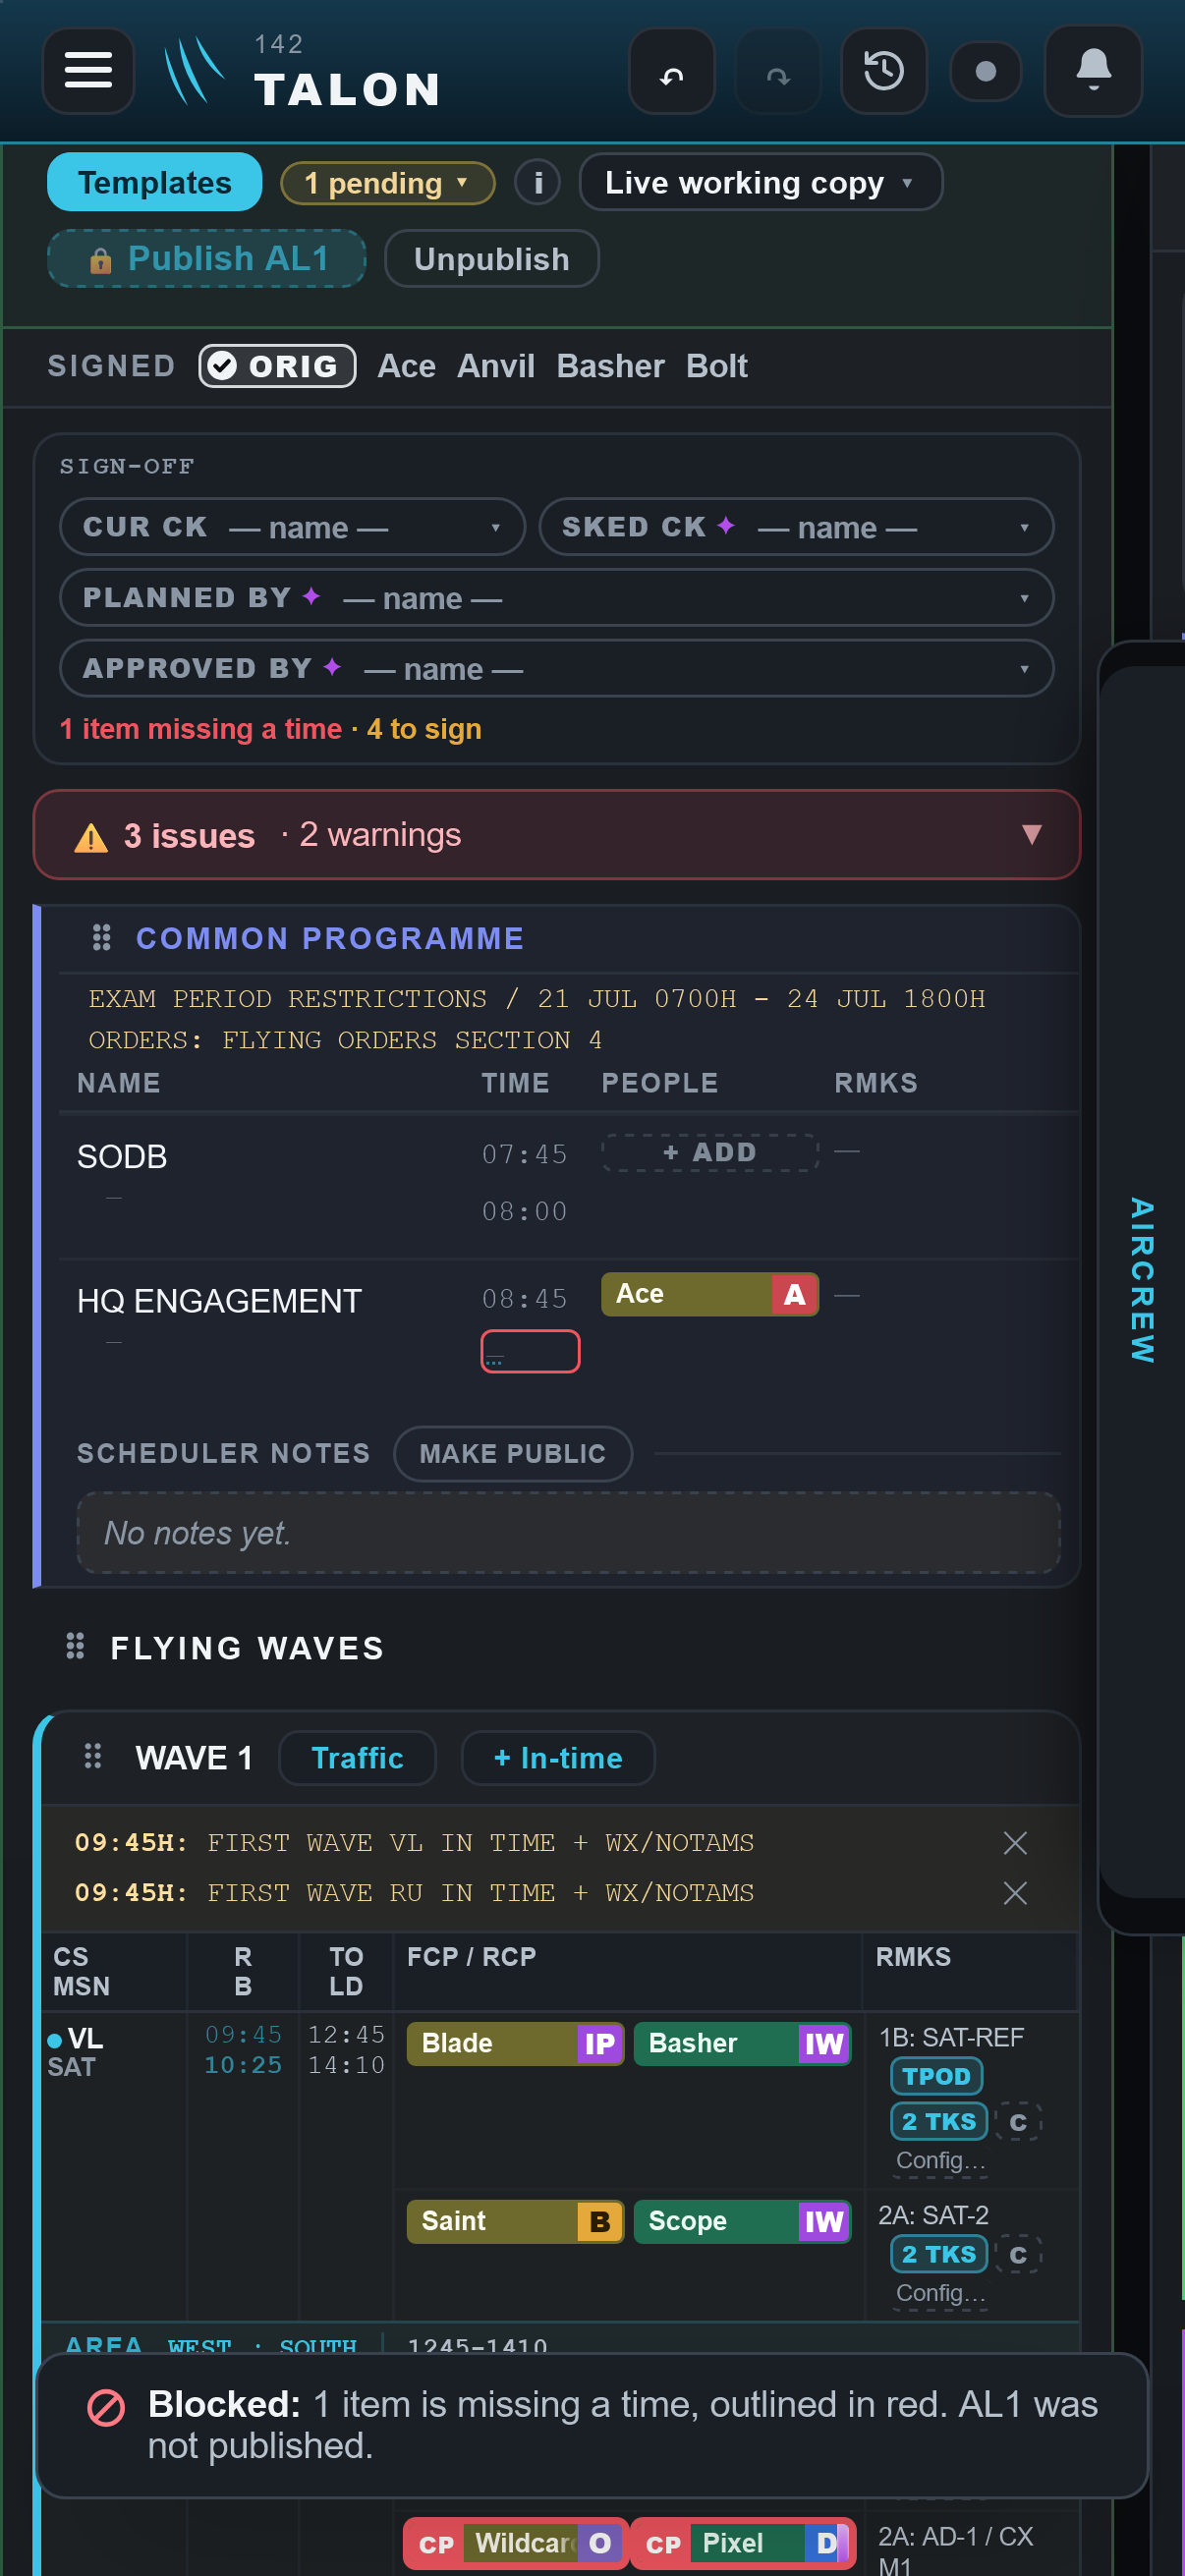 142
TALON
Templates 1 pending ▾ i Live working copy ▾
Publish AL1 Unpublish
SIGNED ORIG Ace Anvil Basher Bolt
SIGN-OFF
CUR CK — name — ▾ SKED CK ✦ — name — ▾
PLANNED BY ✦ — name — ▾
APPROVED BY ✦ — name — ▾
1 item missing a time · 4 to sign
3 issues · 2 warnings ▼
COMMON PROGRAMME
EXAM PERIOD RESTRICTIONS / 21 JUL 0700H - 24 JUL 1800H
ORDERS: FLYING ORDERS SECTION 4
NAME TIME PEOPLE RMKS
SODB 07:45 + ADD —
— 08:00
HQ ENGAGEMENT 08:45 Ace A —
— —
AIRCREW
SCHEDULER NOTES MAKE PUBLIC
No notes yet.
FLYING WAVES
WAVE 1 Traffic + In-time
09:45H: FIRST WAVE VL IN TIME + WX/NOTAMS
09:45H: FIRST WAVE RU IN TIME + WX/NOTAMS
CS R TO FCP / RCP RMKS
MSN B LD
VL 09:45 12:45 Blade IP Basher IW 1B: SAT-REF
SAT 10:25 14:10 TPOD
2 TKS C
Config...
Saint B Scope IW 2A: SAT-2
2 TKS C
Config...
AREA WEST · SOUTH 1245-1410
Blocked: 1 item is missing a time, outlined in red. AL1 was
not published.
CP O CP Pixel D 2A: AD-1 / CX
M1